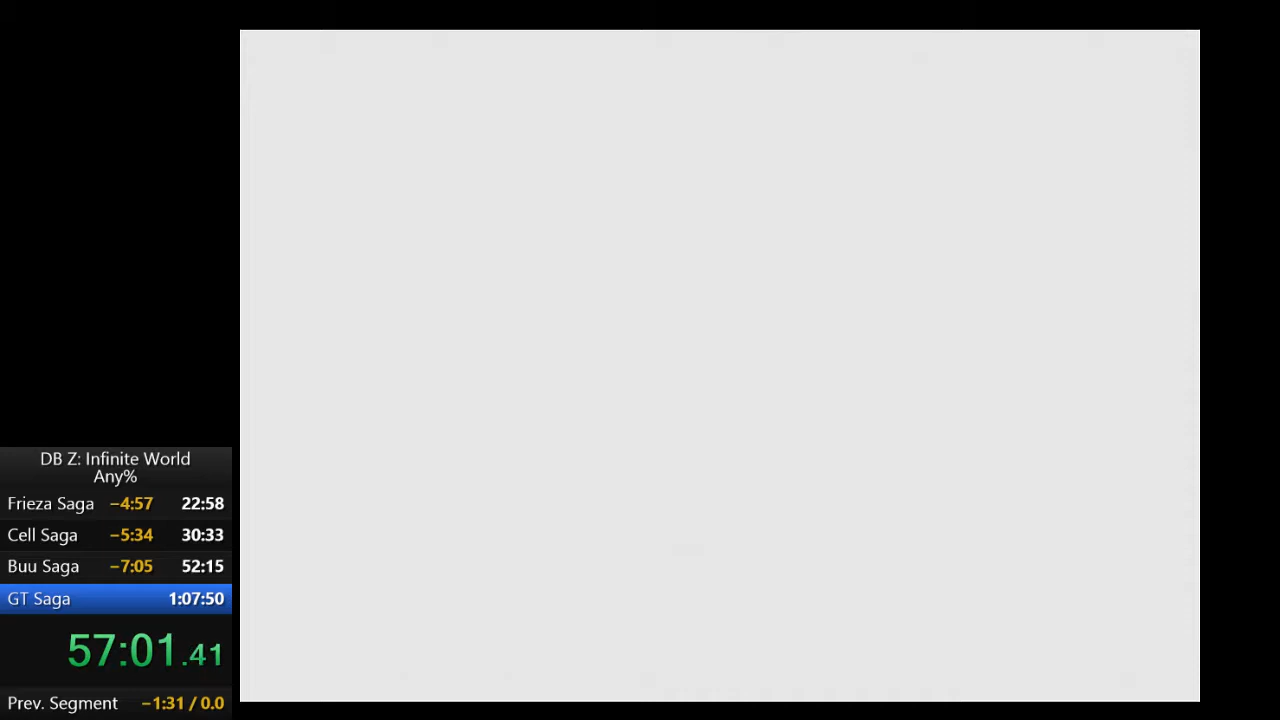 DB Z: Infinite World
Any%
Frieza Saga −4:57 22:58
Cell Saga −5:34 30:33
Buu Saga −7:05 52:15
GT Saga 1:07:50
57:01.41
Prev. Segment −1:31 / 0.0